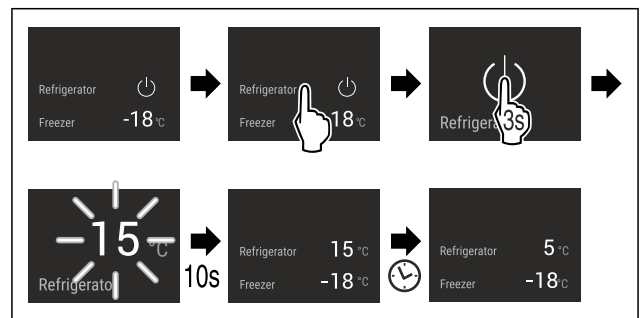 Refrigerator
Freezer -18 °C
Refrigerator
Freezer 18 °C
Refrigera
3s
15 °C
Refrigerato
10s
Refrigerator 15 °C
Freezer -18 °C
Refrigerator 5 °C
Freezer -18 °C